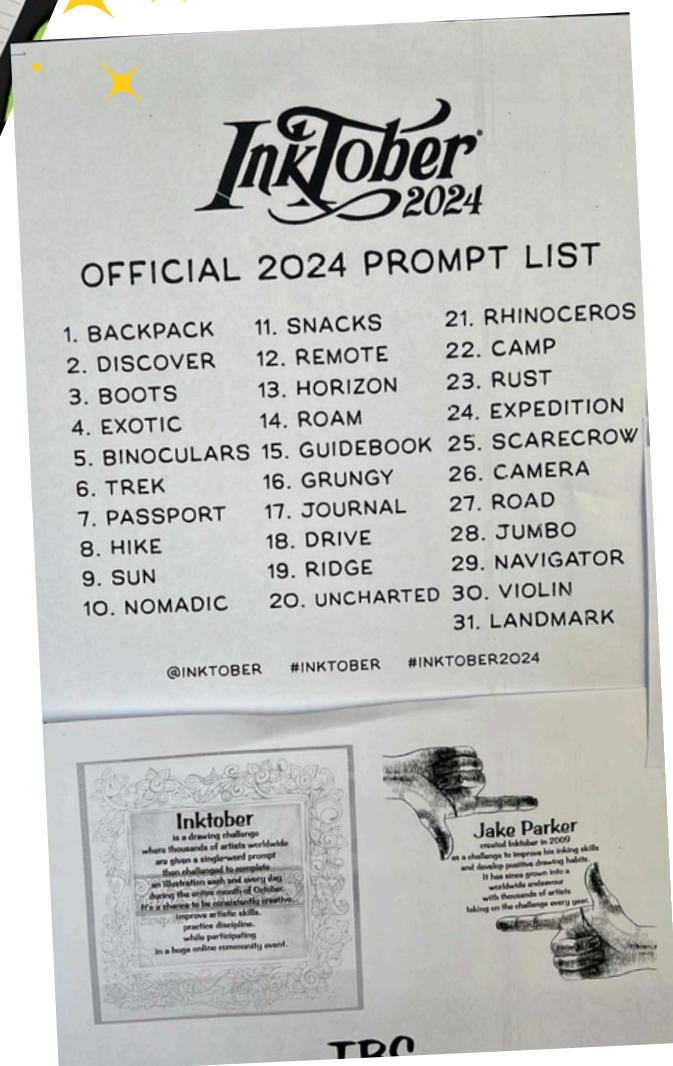 InkTober
2024
OFFICIAL 2024 PROMPT LIST
1. BACKPACK
2. DISCOVER
3. BOOTS
4. EXOTIC
5. BINOCULARS
6. TREK
7. PASSPORT
8. HIKE
9. SUN
10. NOMADIC
11. SNACKS
12. REMOTE
13. HORIZON
14. ROAM
15. GUIDEBOOK
16. GRUNGY
17. JOURNAL
18. DRIVE
19. RIDGE
20. UNCHARTED
21. RHINOCEROS
22. CAMP
23. RUST
24. EXPEDITION
25. SCARECROW
26. CAMERA
27. ROAD
28. JUMBO
29. NAVIGATOR
30. VIOLIN
31. LANDMARK
@INKTOBER #INKTOBER #INKTOBER2024
Inktober
is a drawing challenge
where thousands of artists worldwide
are given a single-word prompt
then challenged to complete
an illustration each and every day
during the entire month of October.
It's a chance to be consistently creative,
improve artistic skills,
practice discipline,
while participating
in a huge online community event.
Jake Parker
created Inktober in 2009
as a challenge to improve his inking skills
and develop positive drawing habits.
It has since grown into a
worldwide endeavour
with thousands of artists
taking on the challenge every year.